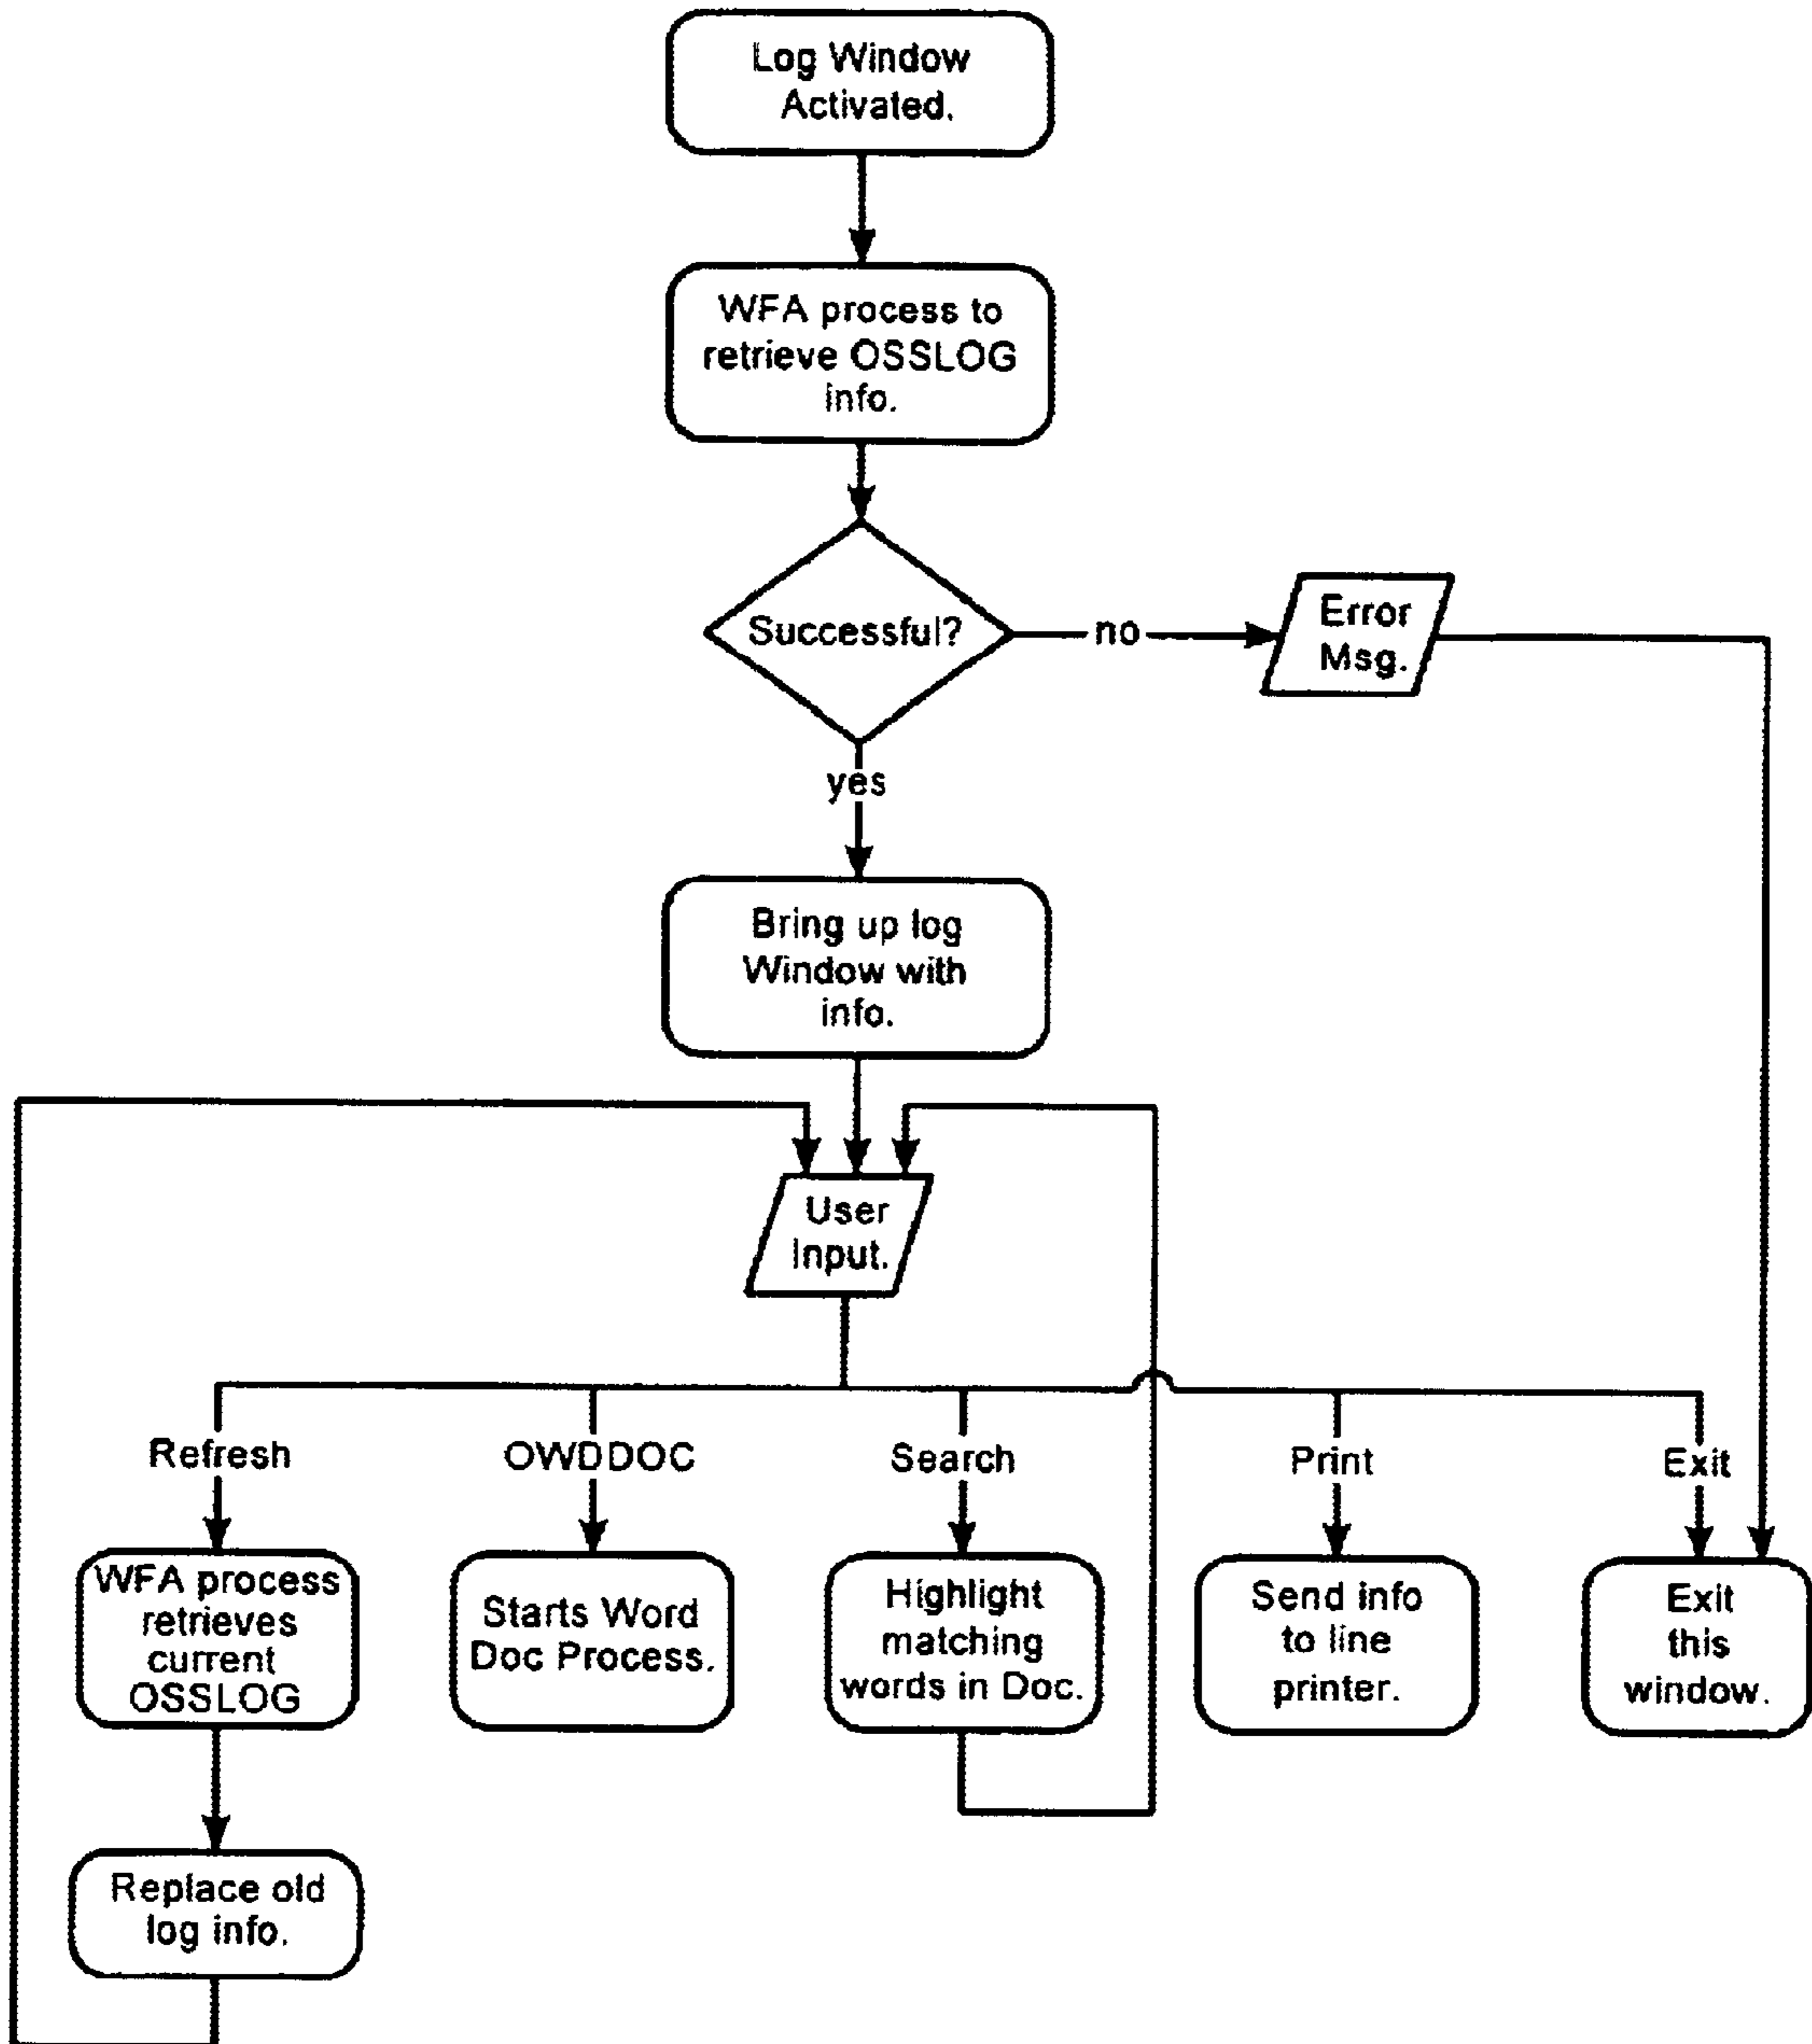 Log Window
Activated.
WFA process to
retrieve OSSLOG
info.
Successful?
no
Error
Msg.
yes
Bring up log
Window with
info.
User
Input.
Refresh
OWDDOC
Search
Print
Exit
WFA process
retrieves
current
OSSLOG
Starts Word
Doc Process.
Highlight
matching
words in Doc.
Send info
to line
printer.
Exit
this
window.
Replace old
log info.